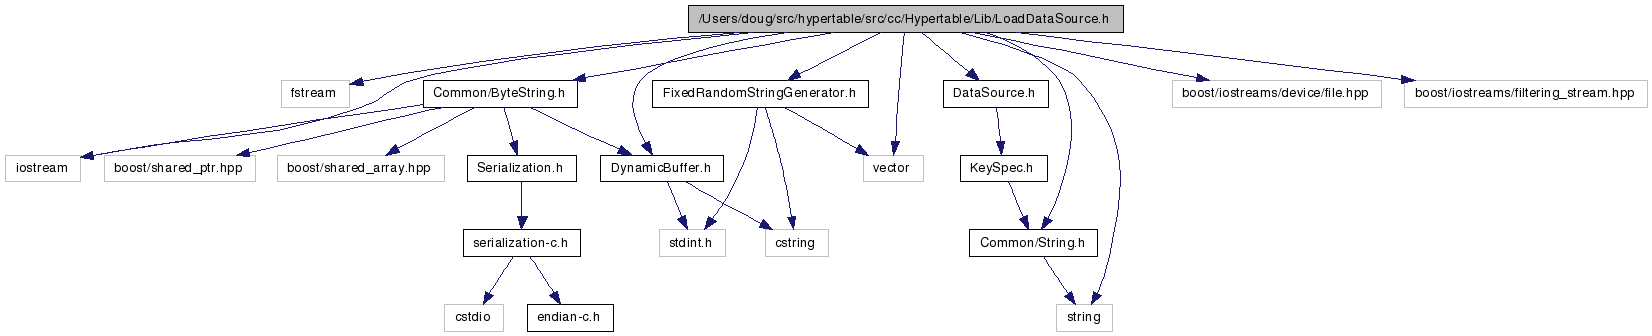 /Users/doug/src/hypertable/src/cc/Hypertable/Lib/LoadDataSource.h
fstream
Common/ByteString.h
FixedRandomStringGenerator.h
DataSource.h
boost/iostreams/device/file.hpp
boost/iostreams/filtering_stream.hpp
iostream
boost/shared_ptr.hpp
boost/shared_array.hpp
Serialization.h
DynamicBuffer.h
vector
KeySpec.h
serialization-c.h
stdint.h
cstring
Common/String.h
cstdio
endian-c.h
string